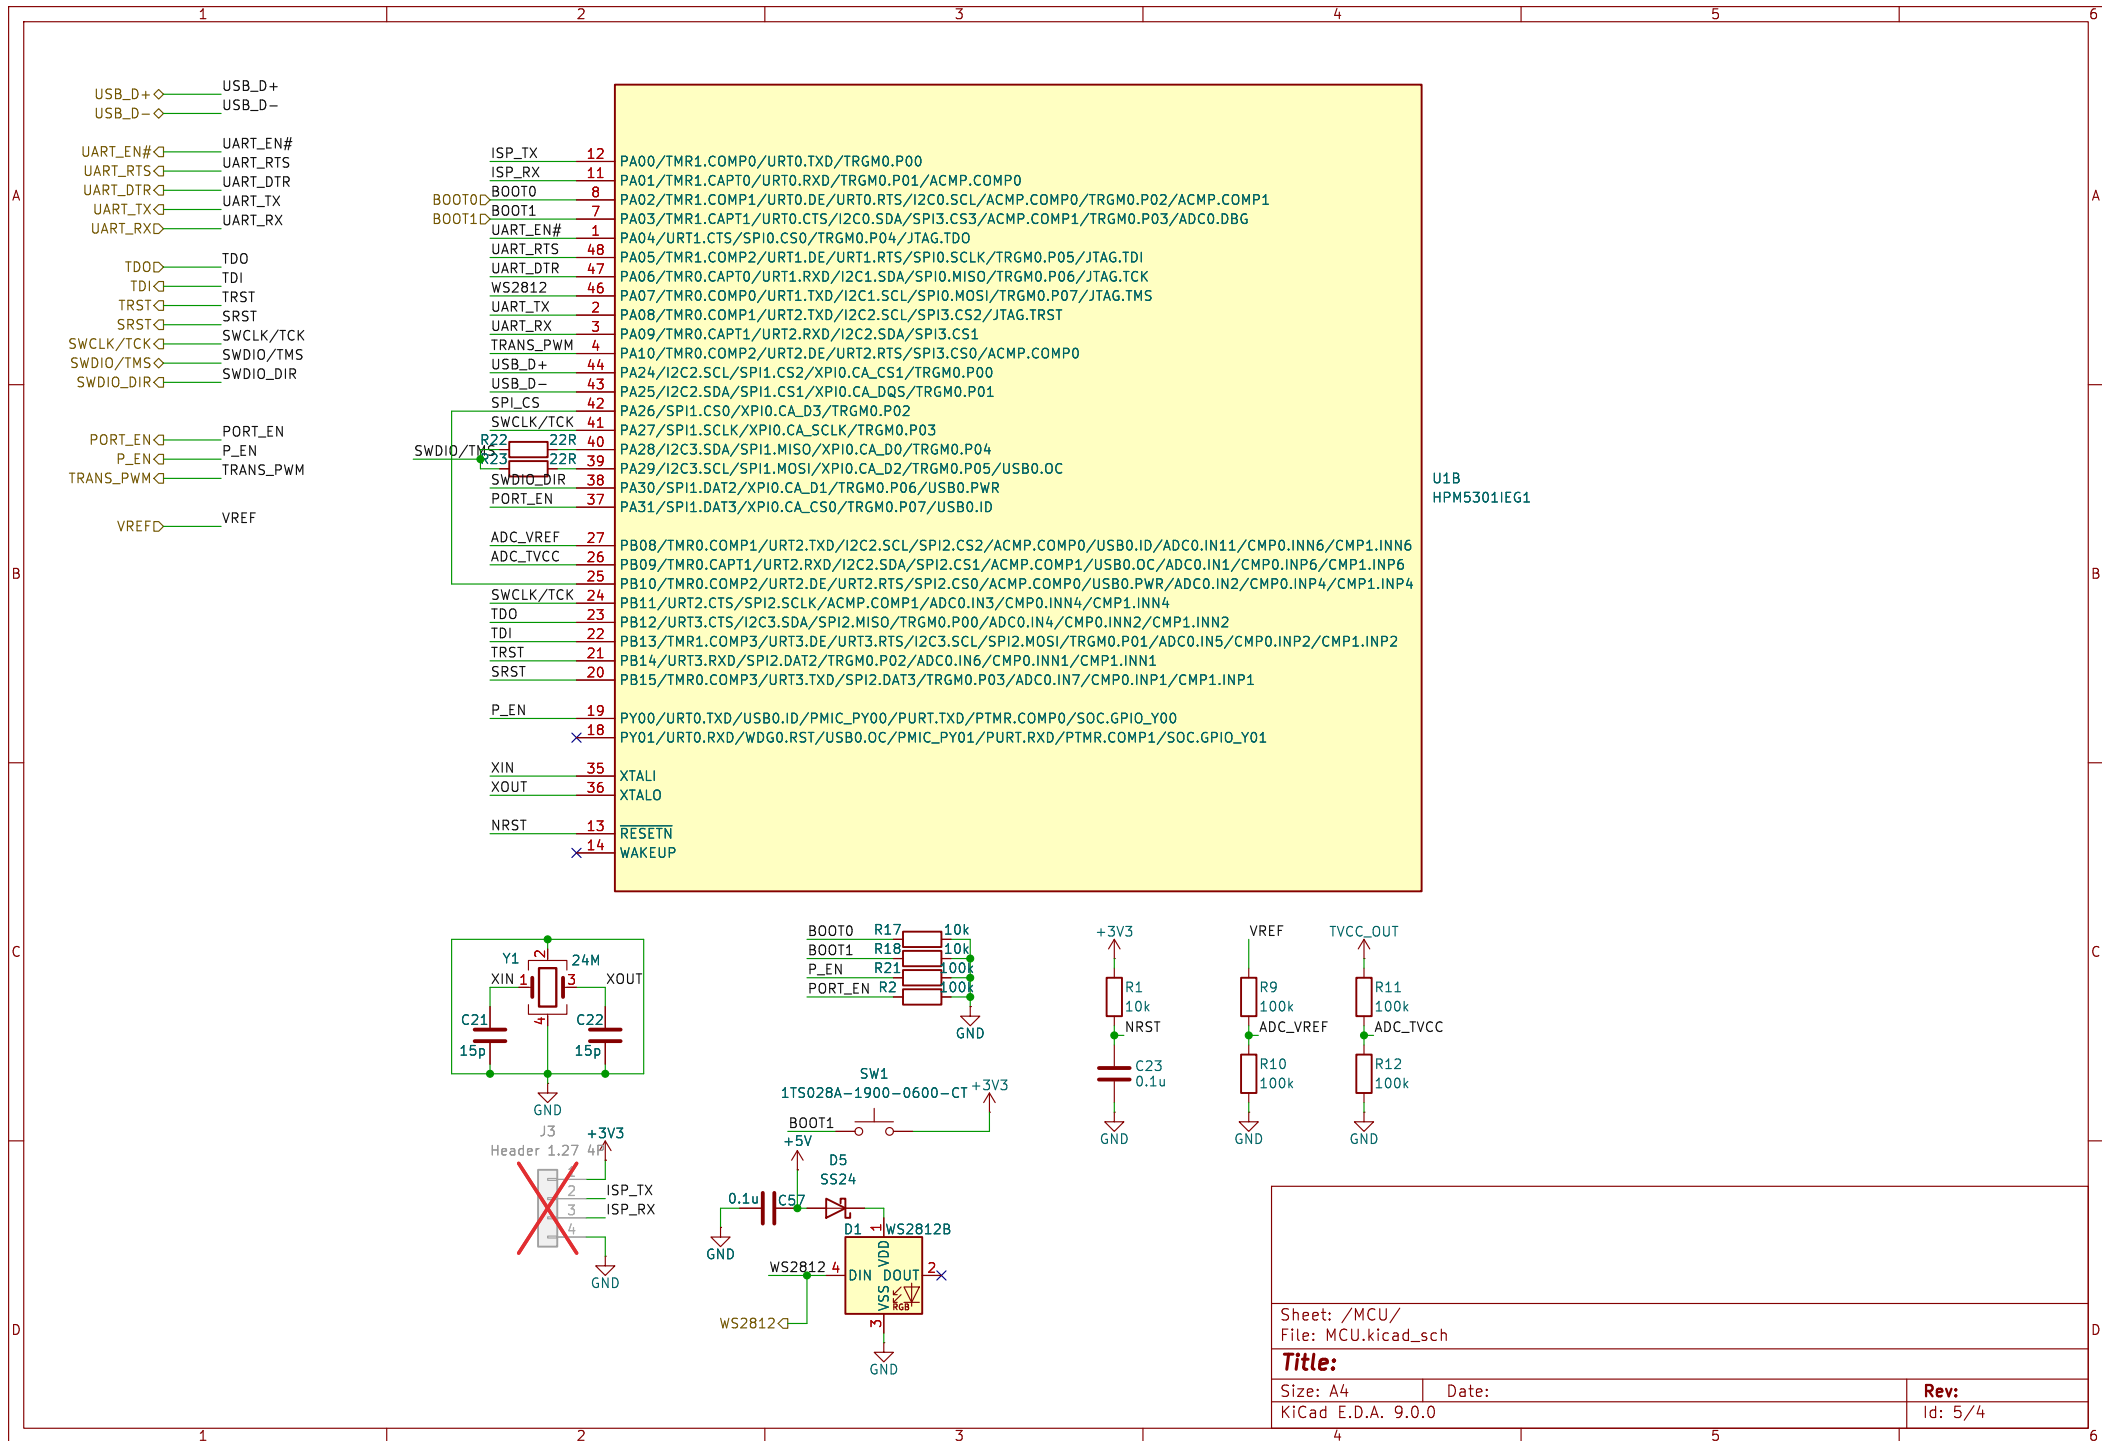 1 2 3 4 5 6
A
B
C
D
A
B
C
D
1 2 3 4 5 6
USB_D+ USB_D+
USB_D- USB_D-
UART_EN# UART_EN#
UART_RTS UART_RTS
UART_DTR UART_DTR
UART_TX UART_TX
UART_RX UART_RX
TDO TDO
TDI TDI
TRST TRST
SRST SRST
SWCLK/TCK SWCLK/TCK
SWDIO/TMS SWDIO/TMS
SWDIO_DIR SWDIO_DIR
PORT_EN PORT_EN
P_EN P_EN
TRANS_PWM TRANS_PWM
VREF VREF
ISP_TX 12 PA00/TMR1.COMP0/URT0.TXD/TRGM0.P00
ISP_RX 11 PA01/TMR1.CAPT0/URT0.RXD/TRGM0.P01/ACMP.COMP0
BOOT0 BOOT0 8 PA02/TMR1.COMP1/URT0.DE/URT0.RTS/I2C0.SCL/ACMP.COMP0/TRGM0.P02/ACMP.COMP1
BOOT1 BOOT1 7 PA03/TMR1.CAPT1/URT0.CTS/I2C0.SDA/SPI3.CS3/ACMP.COMP1/TRGM0.P03/ADC0.DBG
UART_EN# 1 PA04/URT1.CTS/SPI0.CS0/TRGM0.P04/JTAG.TDO
UART_RTS 48 PA05/TMR1.COMP2/URT1.DE/URT1.RTS/SPI0.SCLK/TRGM0.P05/JTAG.TDI
UART_DTR 47 PA06/TMR0.CAPT0/URT1.RXD/I2C1.SDA/SPI0.MISO/TRGM0.P06/JTAG.TCK
WS2812 46 PA07/TMR0.COMP0/URT1.TXD/I2C1.SCL/SPI0.MOSI/TRGM0.P07/JTAG.TMS
UART_TX 2 PA08/TMR0.COMP1/URT2.TXD/I2C2.SCL/SPI3.CS2/JTAG.TRST
UART_RX 3 PA09/TMR0.CAPT1/URT2.RXD/I2C2.SDA/SPI3.CS1
TRANS_PWM 4 PA10/TMR0.COMP2/URT2.DE/URT2.RTS/SPI3.CS0/ACMP.COMP0
USB_D+ 44 PA24/I2C2.SCL/SPI1.CS2/XPI0.CA_CS1/TRGM0.P00
USB_D- 43 PA25/I2C2.SDA/SPI1.CS1/XPI0.CA_DQS/TRGM0.P01
SPI_CS 42 PA26/SPI1.CS0/XPI0.CA_D3/TRGM0.P02
SWCLK/TCK 41 PA27/SPI1.SCLK/XPI0.CA_SCLK/TRGM0.P03
R22 22R 40 PA28/I2C3.SDA/SPI1.MISO/XPI0.CA_D0/TRGM0.P04
SWDIO/TMS
R23 22R 39 PA29/I2C3.SCL/SPI1.MOSI/XPI0.CA_D2/TRGM0.P05/USB0.OC
SWDIO_DIR 38 PA30/SPI1.DAT2/XPI0.CA_D1/TRGM0.P06/USB0.PWR
PORT_EN 37 PA31/SPI1.DAT3/XPI0.CA_CS0/TRGM0.P07/USB0.ID
U1B
HPM5301IEG1
ADC_VREF 27 PB08/TMR0.COMP1/URT2.TXD/I2C2.SCL/SPI2.CS2/ACMP.COMP0/USB0.ID/ADC0.IN11/CMP0.INN6/CMP1.INN6
ADC_TVCC 26 PB09/TMR0.CAPT1/URT2.RXD/I2C2.SDA/SPI2.CS1/ACMP.COMP1/USB0.OC/ADC0.IN1/CMP0.INP6/CMP1.INP6
25 PB10/TMR0.COMP2/URT2.DE/URT2.RTS/SPI2.CS0/ACMP.COMP0/USB0.PWR/ADC0.IN2/CMP0.INP4/CMP1.INP4
SWCLK/TCK 24 PB11/URT2.CTS/SPI2.SCLK/ACMP.COMP1/ADC0.IN3/CMP0.INN4/CMP1.INN4
TDO 23 PB12/URT3.CTS/I2C3.SDA/SPI2.MISO/TRGM0.P00/ADC0.IN4/CMP0.INN2/CMP1.INN2
TDI 22 PB13/TMR1.COMP3/URT3.DE/URT3.RTS/I2C3.SCL/SPI2.MOSI/TRGM0.P01/ADC0.IN5/CMP0.INP2/CMP1.INP2
TRST 21 PB14/URT3.RXD/SPI2.DAT2/TRGM0.P02/ADC0.IN6/CMP0.INN1/CMP1.INN1
SRST 20 PB15/TMR0.COMP3/URT3.TXD/SPI2.DAT3/TRGM0.P03/ADC0.IN7/CMP0.INP1/CMP1.INP1
P_EN 19 PY00/URT0.TXD/USB0.ID/PMIC_PY00/PURT.TXD/PTMR.COMP0/SOC.GPIO_Y00
18 PY01/URT0.RXD/WDG0.RST/USB0.OC/PMIC_PY01/PURT.RXD/PTMR.COMP1/SOC.GPIO_Y01
XIN 35 XTALI
XOUT 36 XTALO
NRST 13 RESETN
14 WAKEUP
Y1 2 24M
XIN 1 3 XOUT
C21 4 C22
15p 15p
GND
BOOT0 R17 10k
BOOT1 R18 10k
P_EN R21 100k
PORT_EN R2 100k
GND
+3V3
R1
10k
NRST
C23
0.1u
GND
VREF
R9
100k
ADC_VREF
R10
100k
GND
TVCC_OUT
R11
100k
ADC_TVCC
R12
100k
GND
SW1
1TS028A-1900-0600-CT +3V3
BOOT1
J3 +3V3
Header 1.27 4P
1
2 ISP_TX
3 ISP_RX
4
GND
+5V
D5
SS24
0.1u C57
GND
D1 WS2812B
1 VDD
WS2812 4 DIN DOUT 2
VSS RGB
3
WS2812
GND
Sheet: /MCU/
File: MCU.kicad_sch
Title:
Size: A4 Date: Rev:
KiCad E.D.A. 9.0.0 Id: 5/4